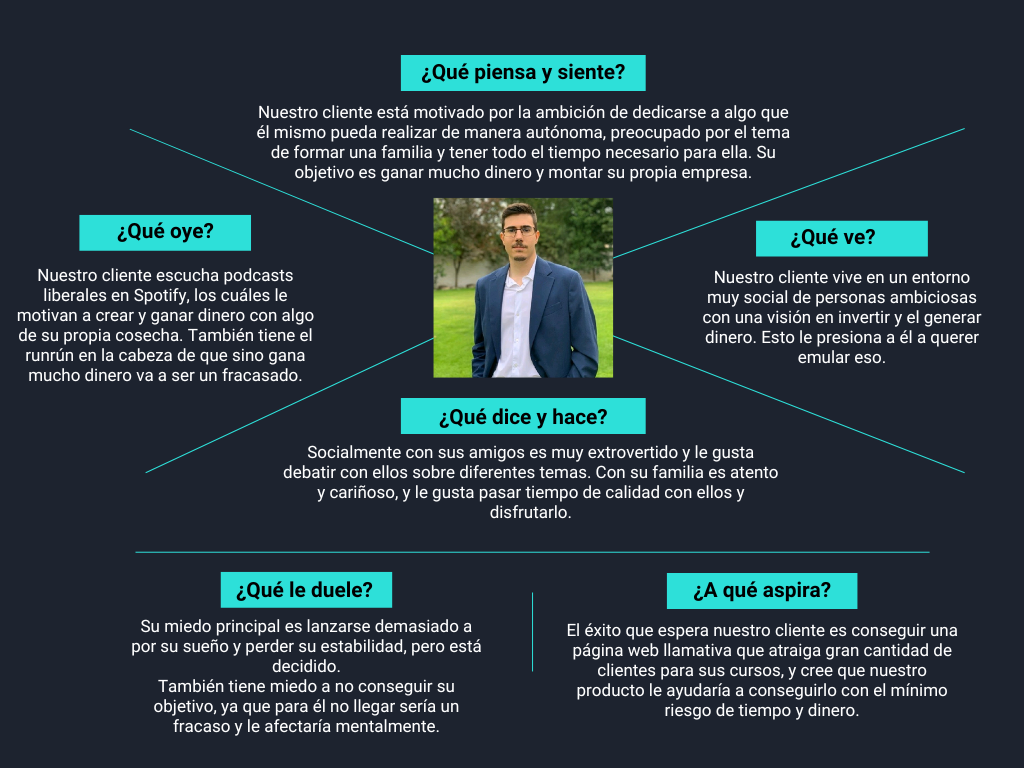 ¿Qué piensa y siente?
Nuestro cliente está motivado por la ambición de dedicarse a algo que
él mismo pueda realizar de manera autónoma, preocupado por el tema
de formar una familia y tener todo el tiempo necesario para ella. Su
objetivo es ganar mucho dinero y montar su propia empresa.
¿Qué oye?
Nuestro cliente escucha podcasts
liberales en Spotify, los cuáles le
motivan a crear y ganar dinero con algo
de su propia cosecha. También tiene el
runrún en la cabeza de que sino gana
mucho dinero va a ser un fracasado.
¿Qué ve?
Nuestro cliente vive en un entorno
muy social de personas ambiciosas
con una visión en invertir y el generar
dinero. Esto le presiona a él a querer
emular eso.
¿Qué dice y hace?
Socialmente con sus amigos es muy extrovertido y le gusta
debatir con ellos sobre diferentes temas. Con su familia es atento
y cariñoso, y le gusta pasar tiempo de calidad con ellos y
disfrutarlo.
¿Qué le duele?
Su miedo principal es lanzarse demasiado a
por su sueño y perder su estabilidad, pero está
decidido.
También tiene miedo a no conseguir su
objetivo, ya que para él no llegar sería un
fracaso y le afectaría mentalmente.
¿A qué aspira?
El éxito que espera nuestro cliente es conseguir una
página web llamativa que atraiga gran cantidad de
clientes para sus cursos, y cree que nuestro
producto le ayudaría a conseguirlo con el mínimo
riesgo de tiempo y dinero.